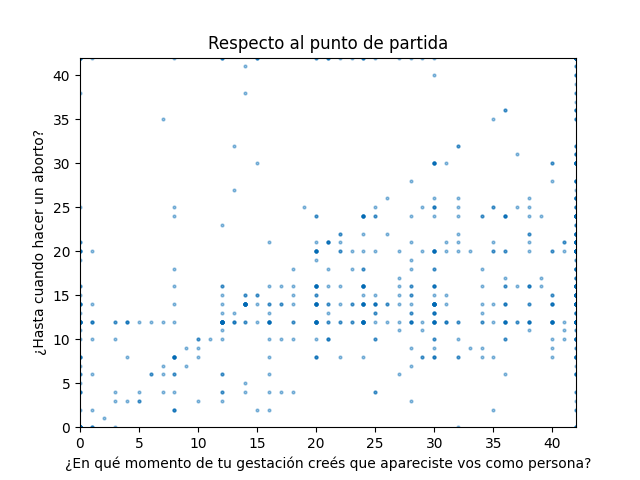 Respecto al punto de partida
¿Hasta cuando hacer un aborto?
40
35
30
25
20
15
10
5
0
0 5 10 15 20 25 30 35 40
¿En qué momento de tu gestación creés que apareciste vos como persona?